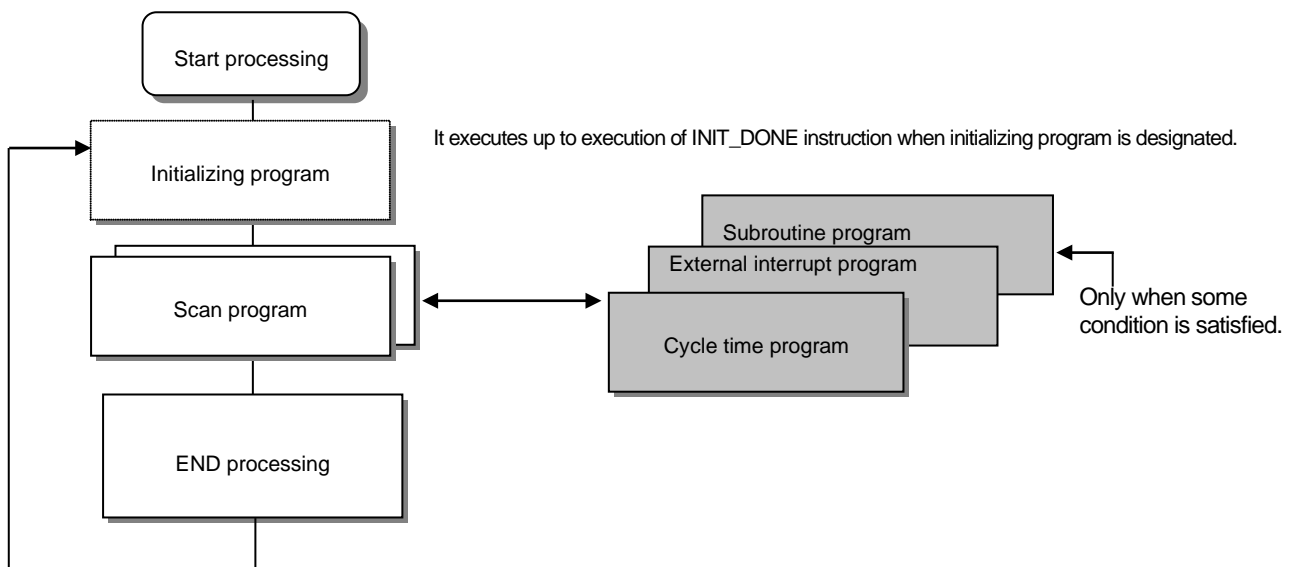 Start processing
It executes up to execution of INIT_DONE instruction when initializing program is designated.
Initializing program
Subroutine program
External interrupt program
Only when some
condition is satisfied.
Scan program
Cycle time program
END processing